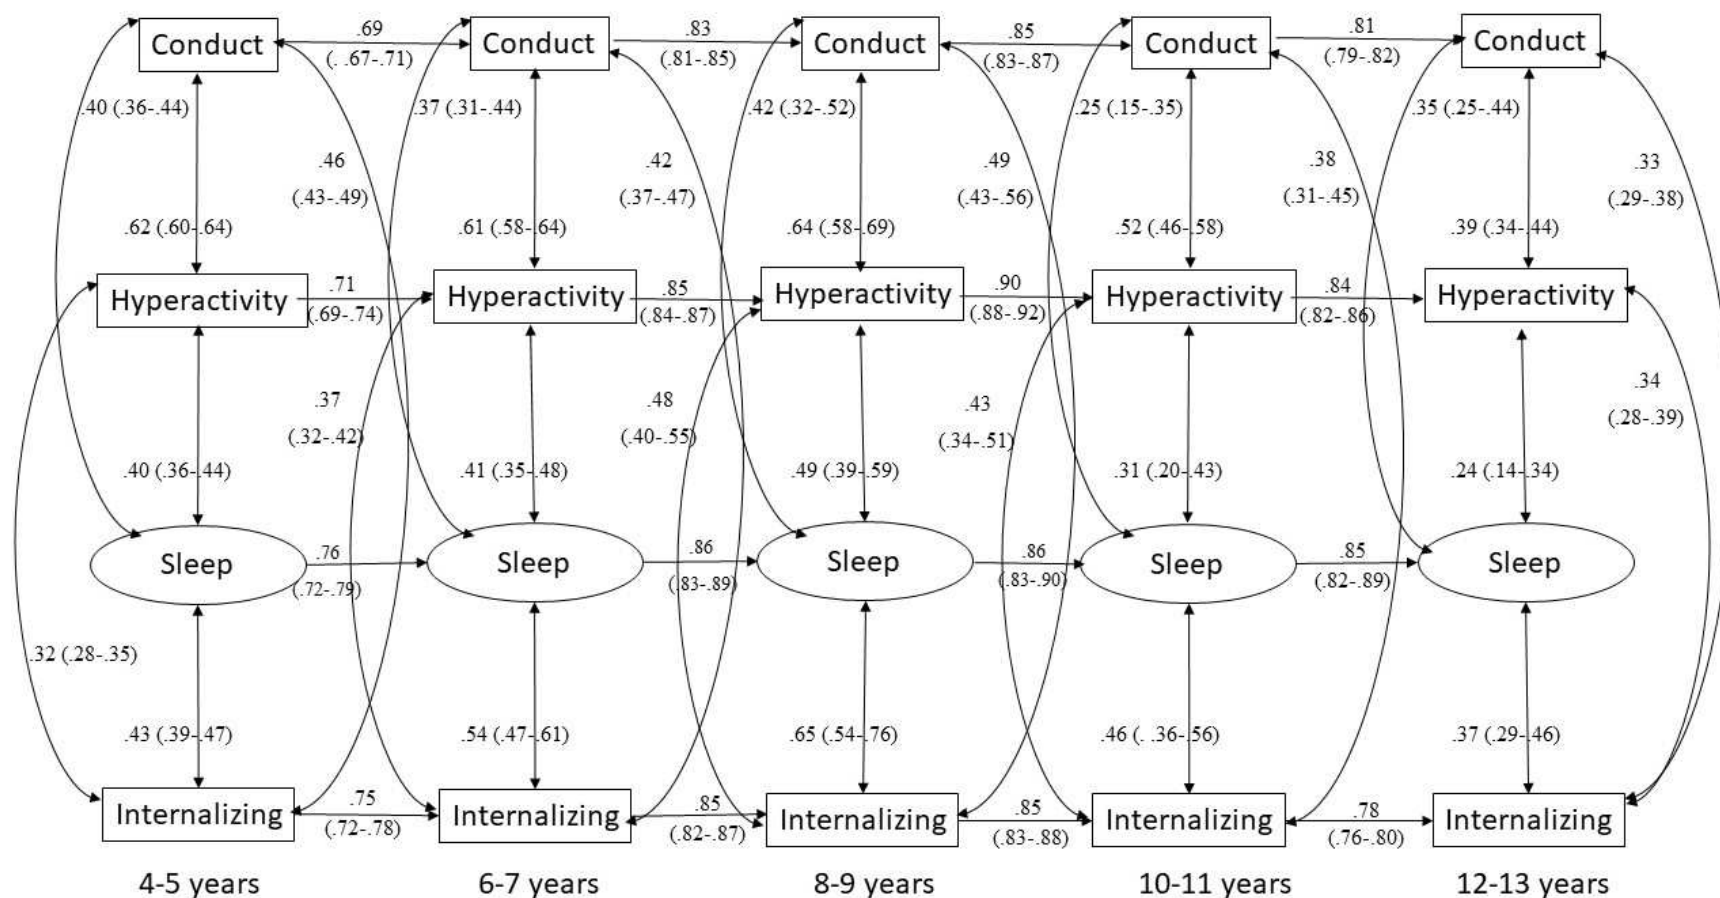 .69 .83 .85 .81
Conduct Conduct Conduct Conduct Conduct
(. .67-.71) (.81-.85) (.83-.87) (.79-.82)
.40 (.36-.44) .37 (.31-.44) .42 (.32-.52) .25 (.15-.35) .35 (.25-.44)
.46 .42 .49 .38 .33
(.43-.49) (.37-.47) (.43-.56) (.31-.45) (.29-.38)
.62 (.60-.64) .61 (.58-.64) .64 (.58-.69) .52 (.46-.58) .39 (.34-.44)
.71 .85 .90 .84
Hyperactivity Hyperactivity Hyperactivity Hyperactivity Hyperactivity
(.69-.74) (.84-.87) (.88-.92) (.82-.86)
.37 .48 .43 .34
(.32-.42) (.40-.55) (.34-.51) (.28-.39)
.40 (.36-.44) .41 (.35-.48) .49 (.39-.59) .31 (.20-.43) .24 (.14-.34)
.76 .86 .86 .85
Sleep Sleep Sleep Sleep Sleep
(.72-.79) (.83-.89) (.83-.90) (.82-.89)
.32 (.28-.35)
.43 (.39-.47) .54 (.47-.61) .65 (.54-.76) .46 (. .36-.56) .37 (.29-.46)
.75 .85 .85 .78
Internalizing Internalizing Internalizing Internalizing Internalizing
(.72-.78) (.82-.87) (.83-.88) (.76-.80)
4-5 years 6-7 years 8-9 years 10-11 years 12-13 years